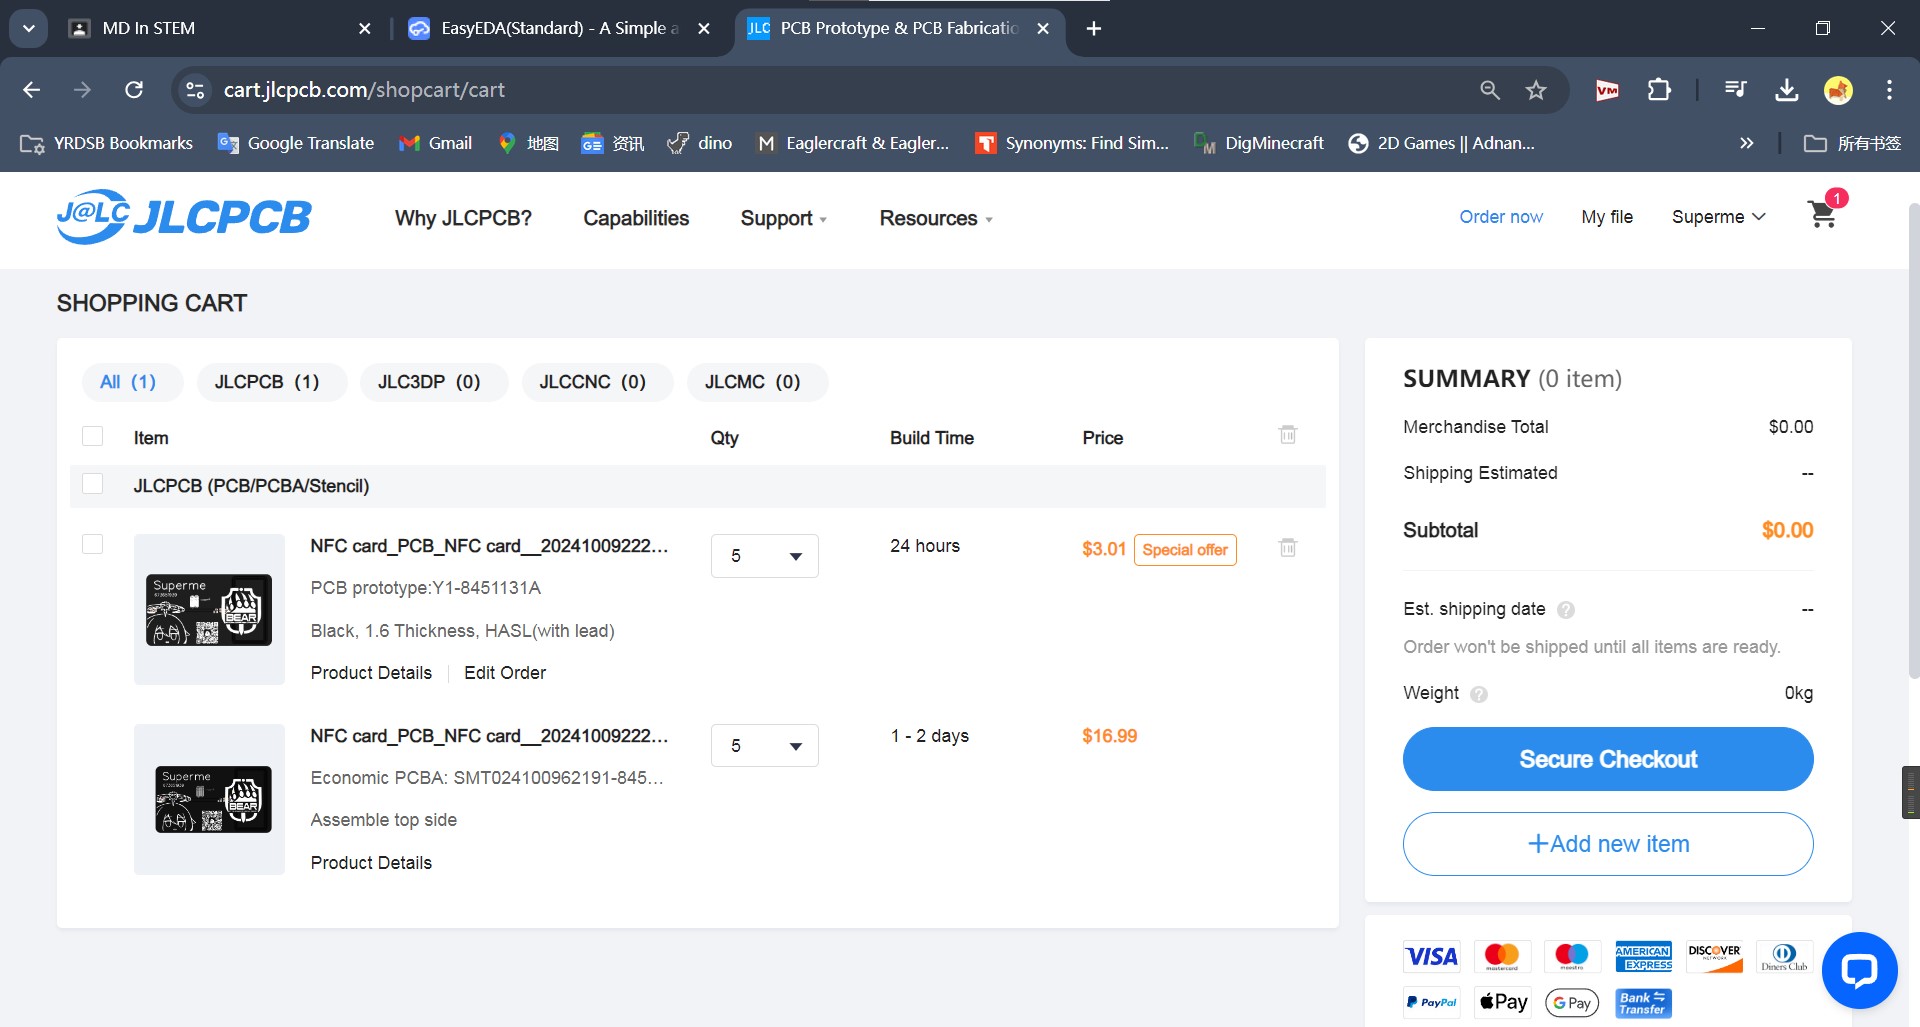 MD In STEM
EasyEDA(Standard) - A Simple a
JLC PCB Prototype & PCB Fabricatio
cart.jlcpcb.com/shopcart/cart
VM
YRDSB Bookmarks
Google Translate
Gmail
地图
GE 资讯
dino
M Eaglercraft & Eagler...
T Synonyms: Find Sim...
DM DigMinecraft
2D Games || Adnan...
所有书签
J@LC JLCPCB
Why JLCPCB?
Capabilities
Support
Resources
Order now
My file
Superme
1
SHOPPING CART
All (1)
JLCPCB (1)
JLC3DP (0)
JLCCNC (0)
JLCMC (0)
Item
Qty
Build Time
Price
JLCPCB (PCB/PCBA/Stencil)
Superme
BEAR
NFC card_PCB_NFC card__20241009222...
PCB prototype:Y1-8451131A
Black, 1.6 Thickness, HASL(with lead)
Product Details
Edit Order
5
24 hours
$3.01
Special offer
Superme
BEAR
NFC card_PCB_NFC card__20241009222...
Economic PCBA: SMT024100962191-845...
Assemble top side
Product Details
5
1 - 2 days
$16.99
SUMMARY (0 item)
Merchandise Total
$0.00
Shipping Estimated
--
Subtotal
$0.00
Est. shipping date ?
--
Order won't be shipped until all items are ready.
Weight ?
0kg
Secure Checkout
+Add new item
VISA
mastercard
maestro
AMERICAN EXPRESS
DISCOVER NETWORK
Diners Club
PayPal
Pay
G Pay
Bank Transfer